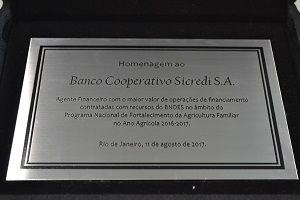 Homenagem ao
Banco Cooperativo Sicredi S.A.
Agente Financeiro com o maior valor de operações de financiamento
contratadas com recursos do BNDES no âmbito do
Programa Nacional de Fortalecimento da Agricultura Familiar
no Ano Agrícola 2016-2017.
Rio de Janeiro, 11 de agosto de 2017.